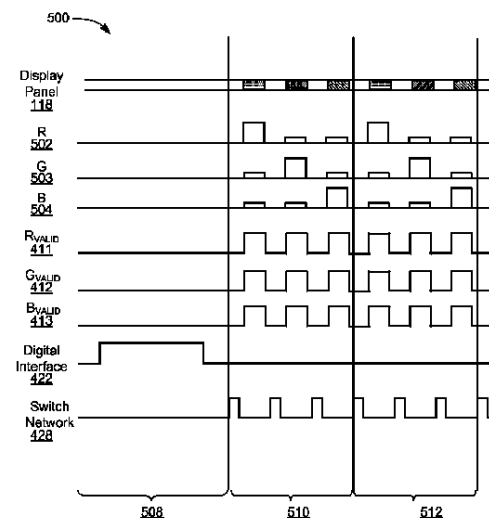 500
Display
Panel
118
R
502
G
503
B
504
RVALID
411
GVALID
412
BVALID
413
Digital
Interface
422
Switch
Network
428
508 510 512